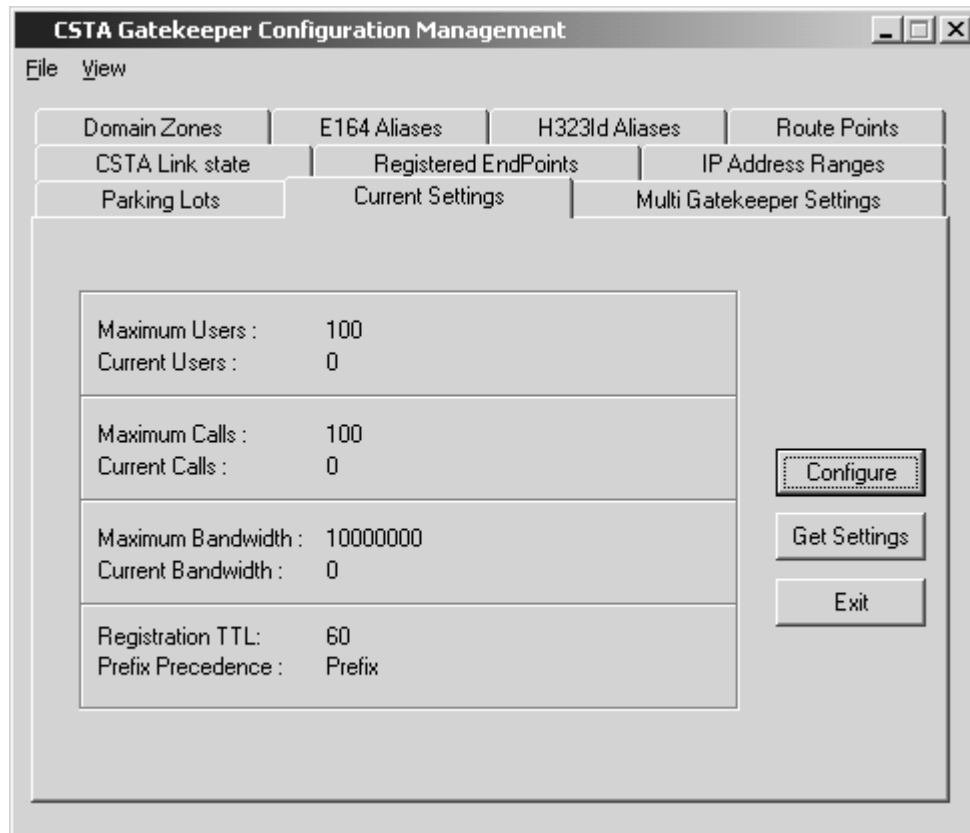 CSTA Gatekeeper Configuration Management
File View
Domain Zones E164 Aliases H323Id Aliases Route Points
CSTA Link state Registered EndPoints IP Address Ranges
Parking Lots Current Settings Multi Gatekeeper Settings
Maximum Users : 100
Current Users : 0
Maximum Calls : 100
Current Calls : 0
Configure
Maximum Bandwidth : 10000000
Get Settings
Current Bandwidth : 0
Exit
Registration TTL: 60
Prefix Precedence : Prefix